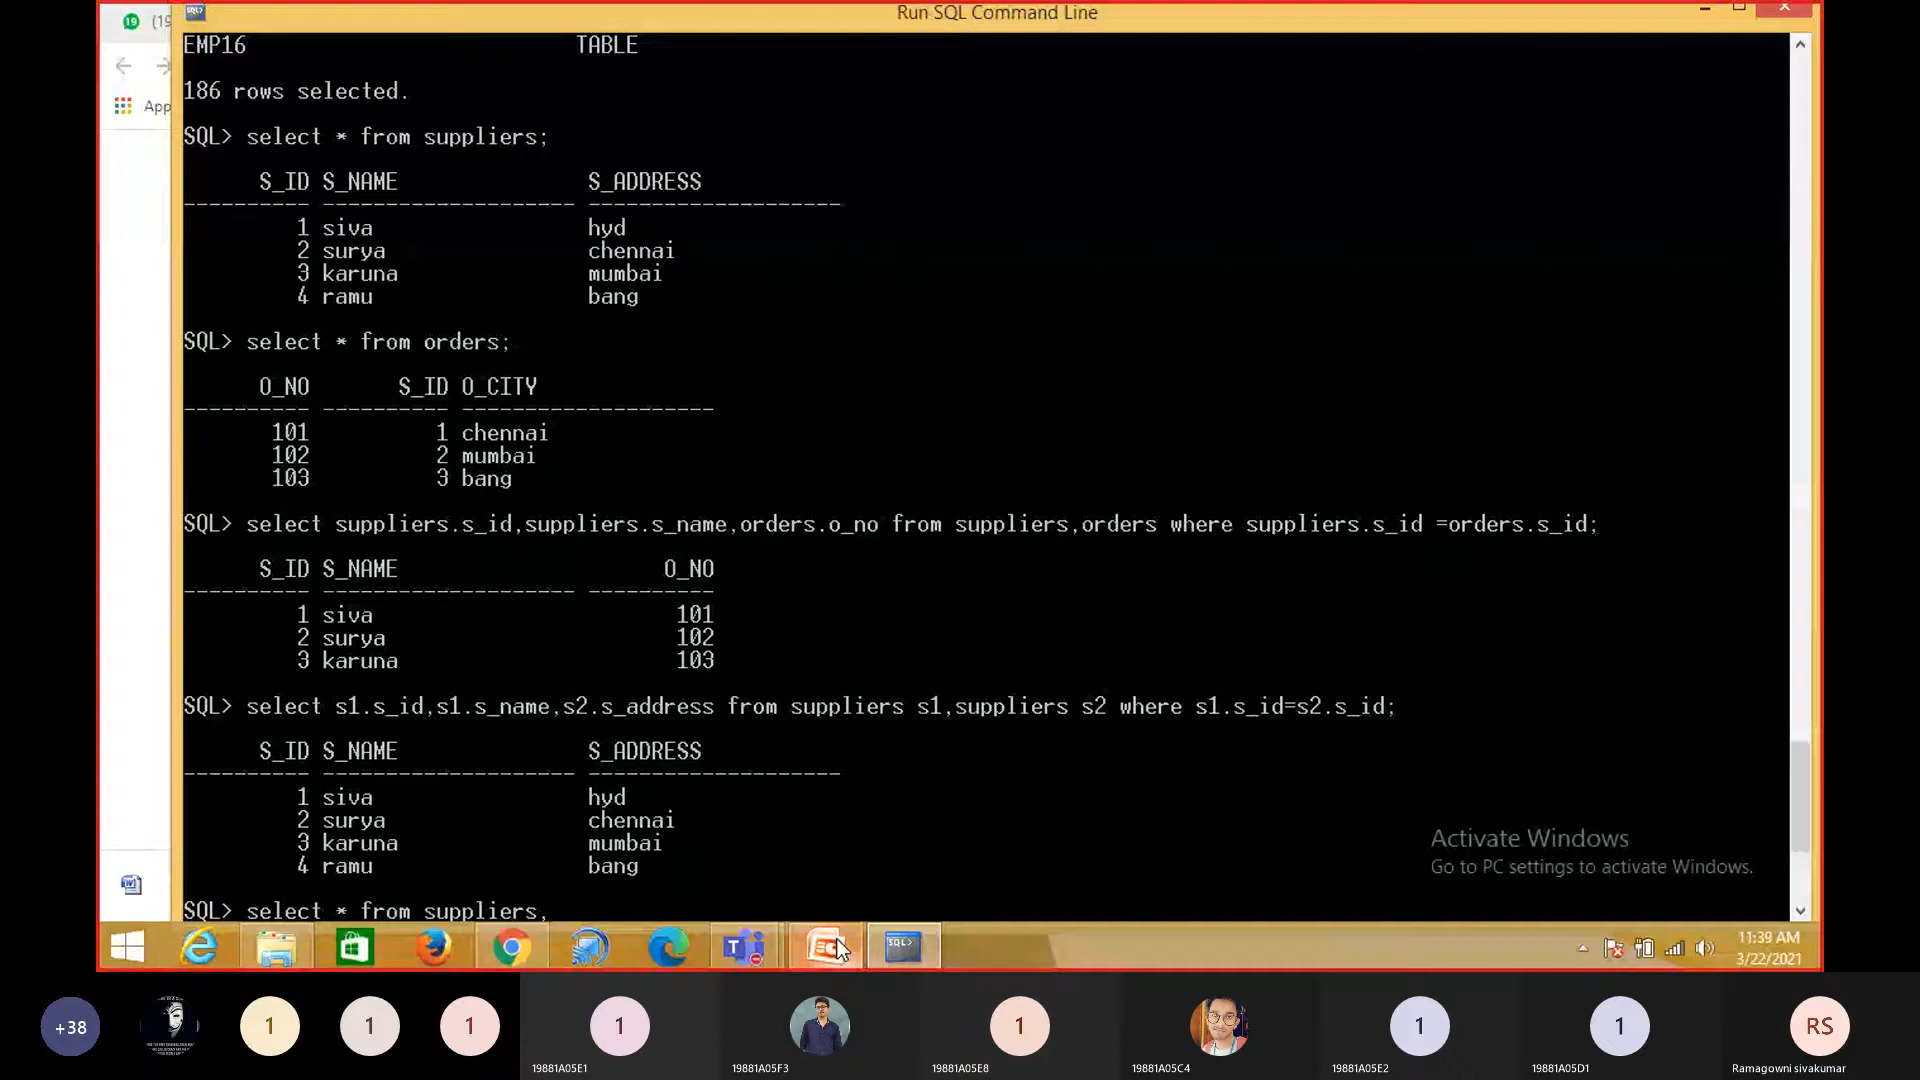 Run SQL Command Line
19
(19
App
EMP16 TABLE
186 rows selected.
SQL> select * from suppliers;
S_ID S_NAME S_ADDRESS
---------- -------------------- --------------------
1 siva hyd
2 surya chennai
3 karuna mumbai
4 ramu bang
SQL> select * from orders;
O_NO S_ID O_CITY
---------- ---------- --------------------
101 1 chennai
102 2 mumbai
103 3 bang
SQL> select suppliers.s_id,suppliers.s_name,orders.o_no from suppliers,orders where suppliers.s_id =orders.s_id;
S_ID S_NAME O_NO
---------- -------------------- ----------
1 siva 101
2 surya 102
3 karuna 103
SQL> select s1.s_id,s1.s_name,s2.s_address from suppliers s1,suppliers s2 where s1.s_id=s2.s_id;
S_ID S_NAME S_ADDRESS
---------- -------------------- --------------------
1 siva hyd
2 surya chennai
3 karuna mumbai
4 ramu bang
SQL> select * from suppliers,
Activate Windows
Go to PC settings to activate Windows.
11:39 AM
3/22/2021
+38
1
1
1
1
1
1
1
RS
19881A05E1
19881A05F3
19881A05E8
19881A05C4
19881A05E2
19881A05D1
Ramagowni sivakumar